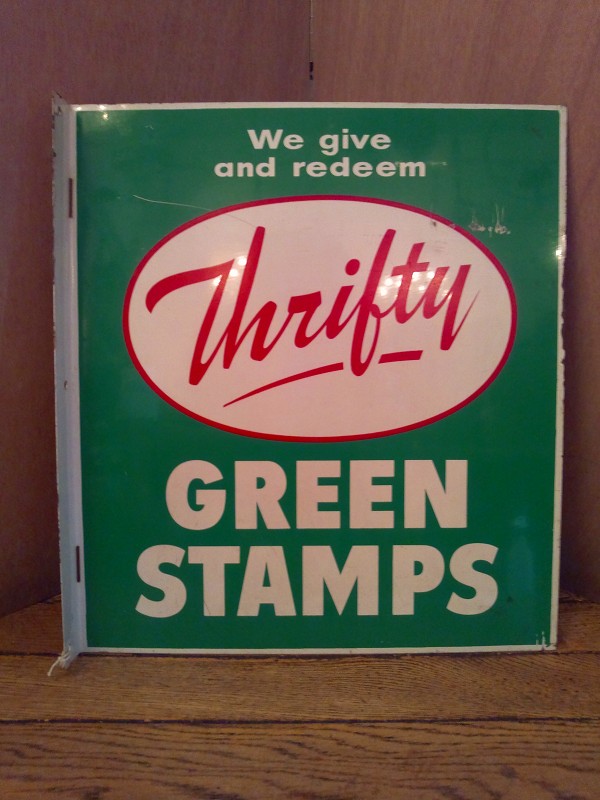 We give
and redeem
Thrifty
GREEN
STAMPS